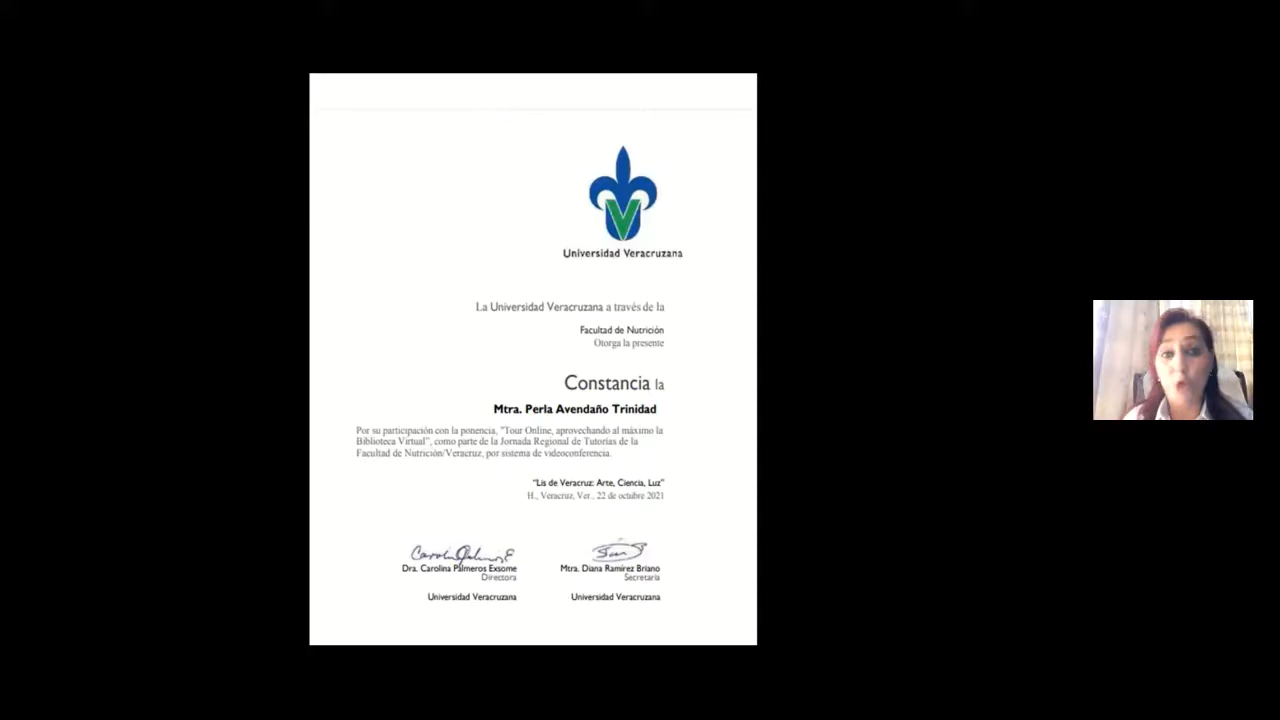 Universidad Veracruzana
La Universidad Veracruzana a través de la
Facultad de Nutrición
Otorga la presente
Constancia la
Mtra. Perla Avendaño Trinidad
Por su participación con la ponencia, "Tour Online, aprovechando al máximo la
Biblioteca Virtual", como parte de la Jornada Regional de Tutorías de la
Facultad de Nutrición/Veracruz, por sistema de videoconferencia.
"Lis de Veracruz: Arte, Ciencia, Luz"
H., Veracruz, Ver., 22 de octubre 2021
Dra. Carolina Palmeros Exsome
Directora
Universidad Veracruzana
Mtra. Diana Ramírez Briano
Secretaria
Universidad Veracruzana